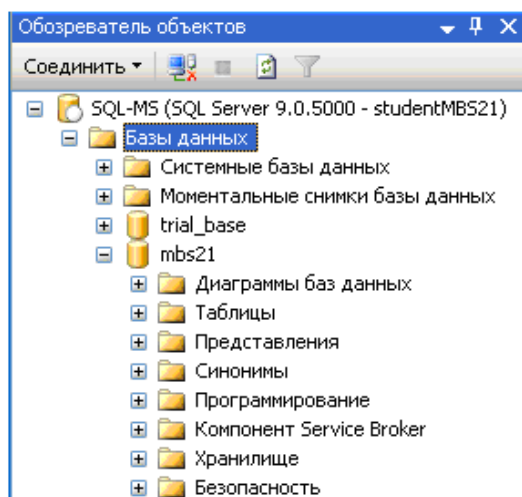 Обозреватель объектов
Соединить
SQL-MS (SQL Server 9.0.5000 - studentMBS21)
Базы данных
Системные базы данных
Моментальные снимки базы данных
trial_base
mbs21
Диаграммы баз данных
Таблицы
Представления
Синонимы
Программирование
Компонент Service Broker
Хранилище
Безопасность